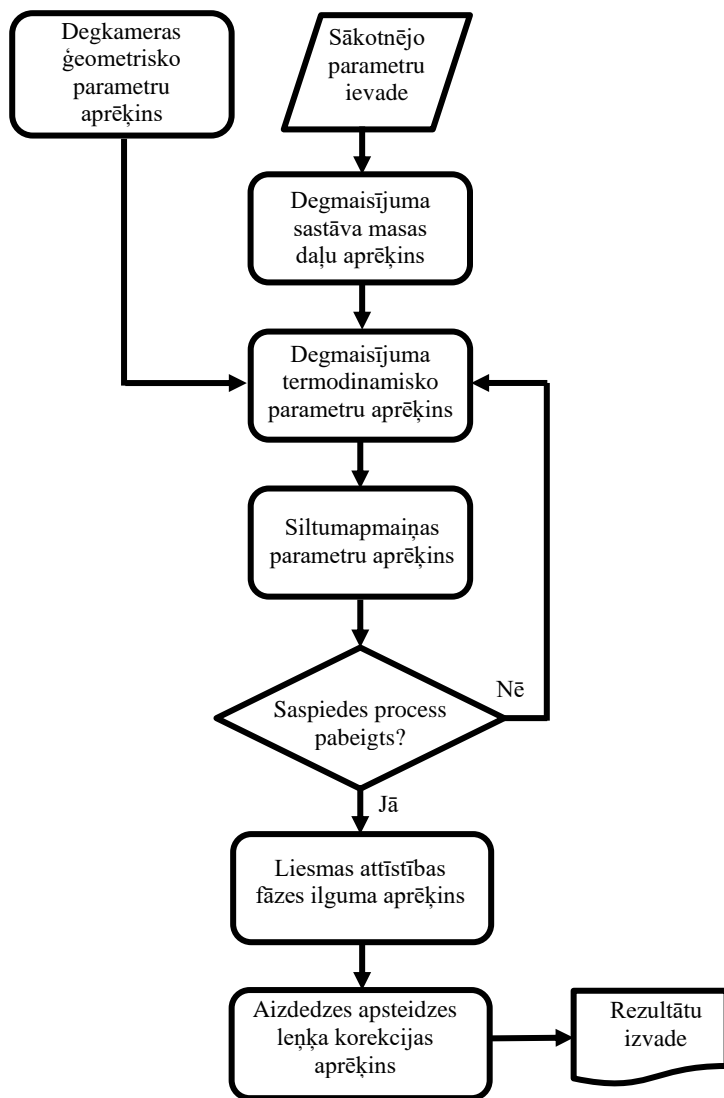 Degkameras
ģeometrisko
parametru
aprēķins
Sākotnējo
parametru
ievade
Degmaisījuma
sastāva masas
daļu aprēķins
Degmaisījuma
termodinamisko
parametru aprēķins
Siltumapmaiņas
parametru aprēķins
Nē
Saspiedes process
pabeigts?
Jā
Liesmas attīstības
fāzes ilguma aprēķins
Aizdedzes apsteidzes
leņķa korekcijas
aprēķins
Rezultātu
izvade